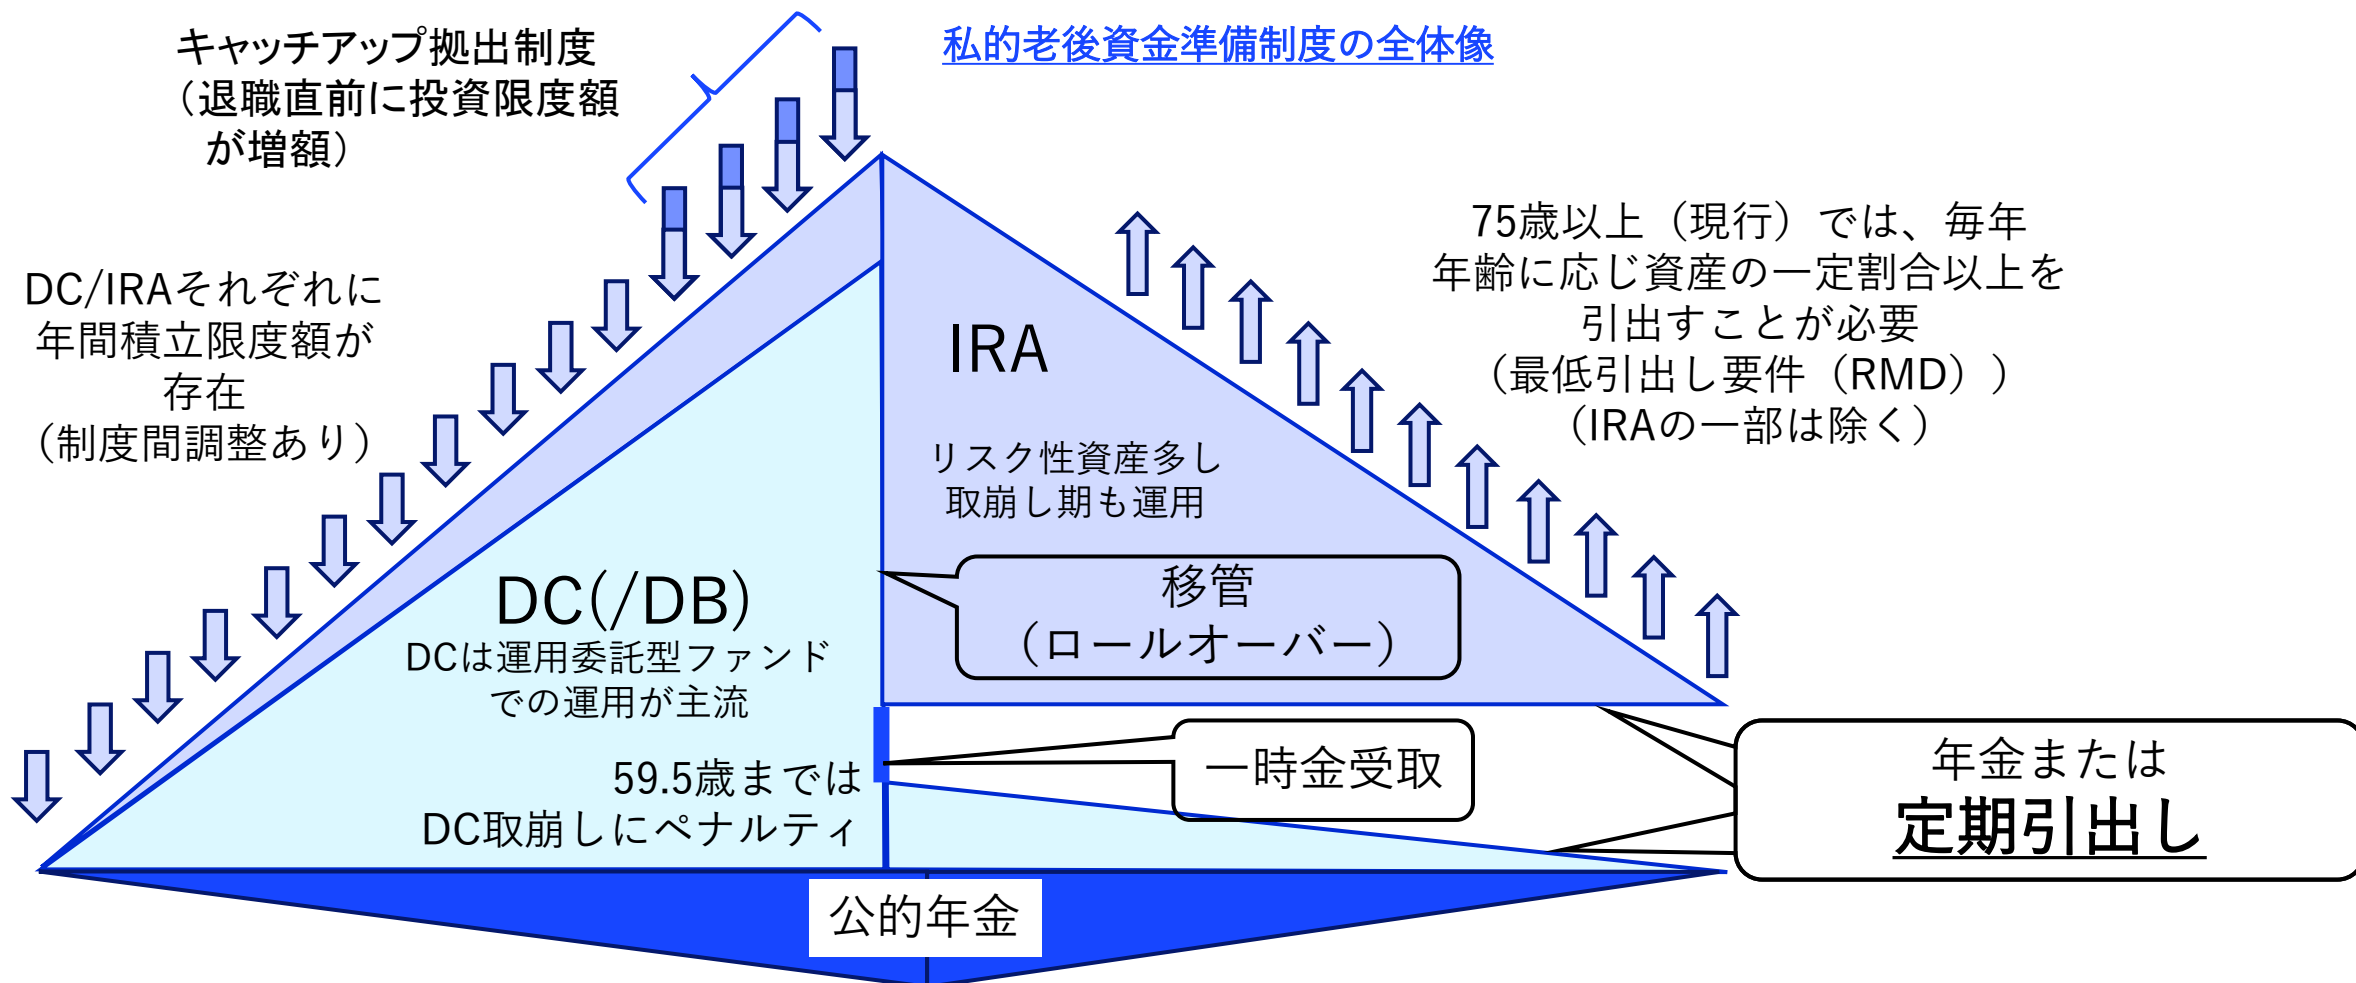 私的老後資金準備制度の全体像
キャッチアップ拠出制度
（退職直前に投資限度額
が増額）
DC/IRAそれぞれに
年間積立限度額が
存在
（制度間調整あり）
75歳以上（現行）では、毎年
年齢に応じ資産の一定割合以上を
引出すことが必要
（最低引出し要件（RMD））
（IRAの一部は除く）
IRA
リスク性資産多し
取崩し期も運用
移管
（ロールオーバー）
DC(/DB)
DCは運用委託型ファンド
での運用が主流
59.5歳までは
DC取崩しにペナルティ
一時金受取
年金または
定期引出し
公的年金